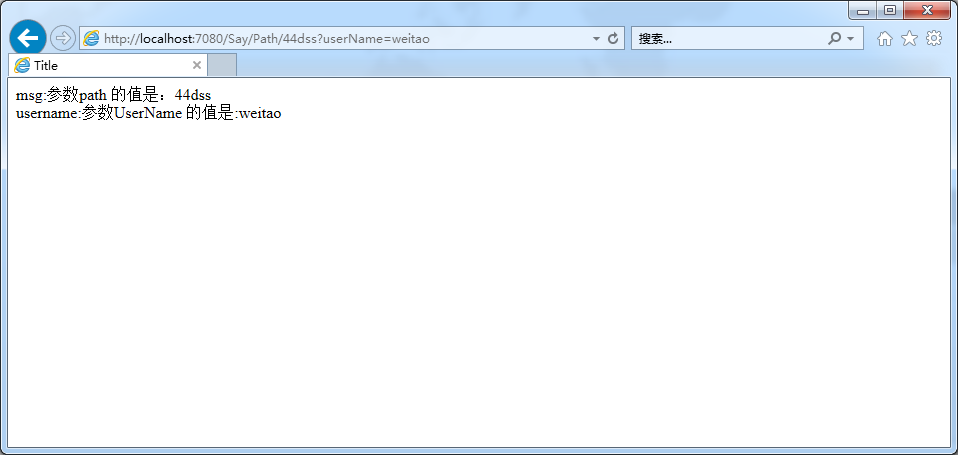 http://localhost:7080/Say/Path/44dss?userName=weitao
搜索...
Title
msg:参数path 的值是：44dss
username:参数UserName 的值是:weitao